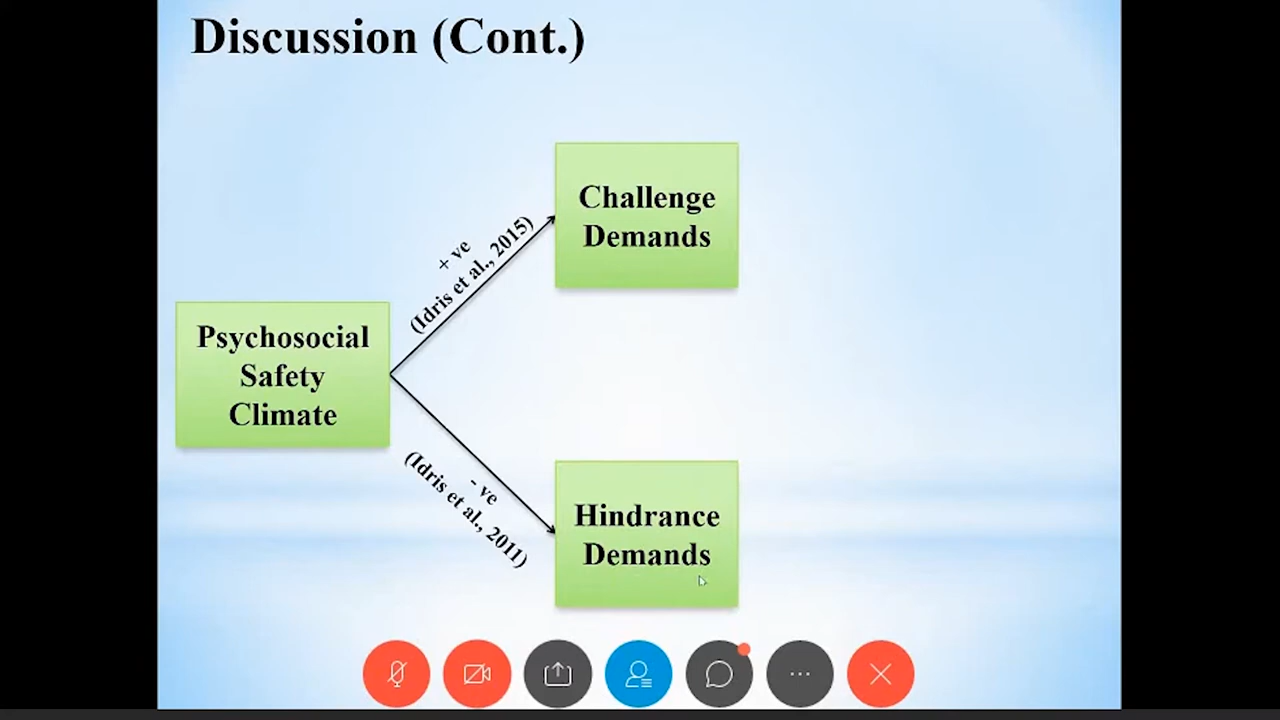 Discussion (Cont.)
Challenge
Demands
+ ve
(Idris et al., 2015)
Psychosocial
Safety
Climate
- ve
(Idris et al., 2011)
Hindrance
Demands